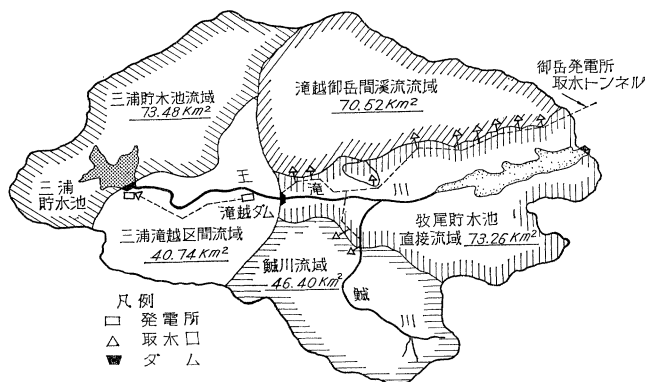 三浦貯水池流域
73.48Km²
滝越御岳間溪流流域
70.52Km²
御岳発電所
取水トンネル
三浦
貯水池
王
滝
川
滝越ダム
三浦滝越区間流域
40.74Km²
牧尾貯水池
直接流域 73.26Km²
鯎川流域
46.40Km²
鯎
川
凡例
発電所
取水口
ダム